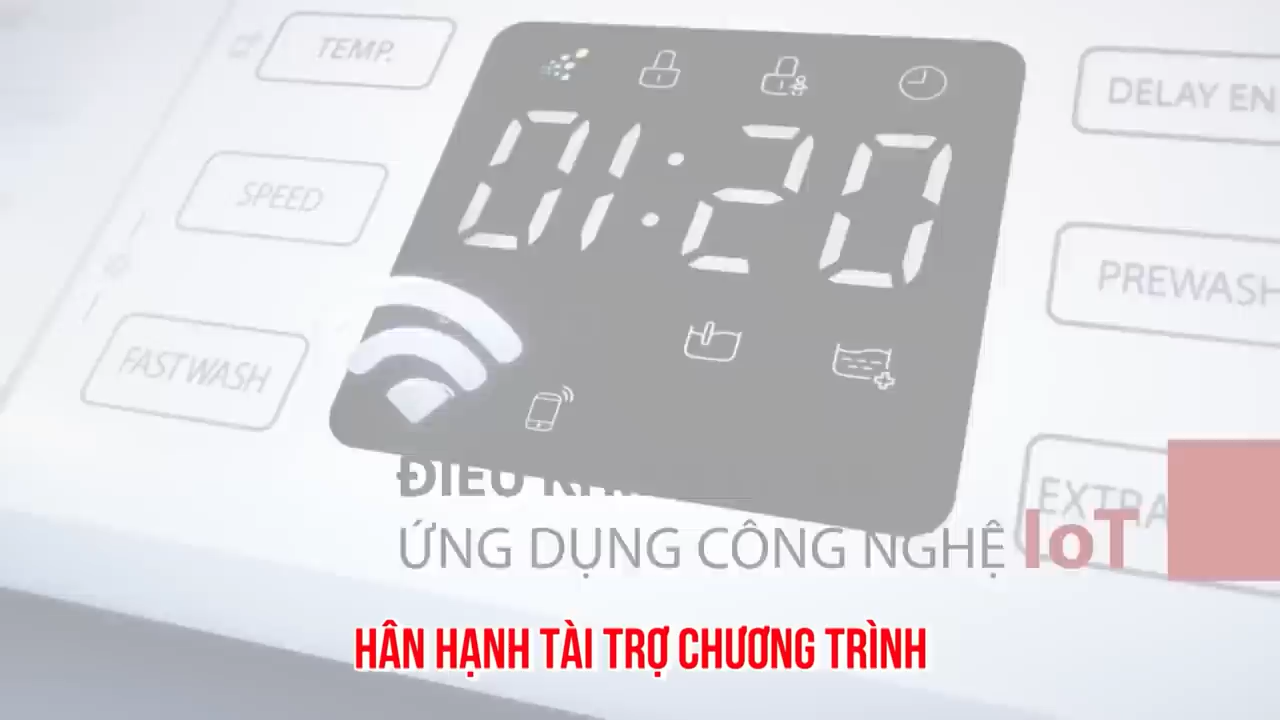 TEMP.
01:20
DELAY EN
SPEED
PREWASH
FAST WASH
EXTRA
ĐIỀU
ỨNG DỤNG CÔNG NGHỆ IoT
HÂN HẠNH TÀI TRỢ CHƯƠNG TRÌNH